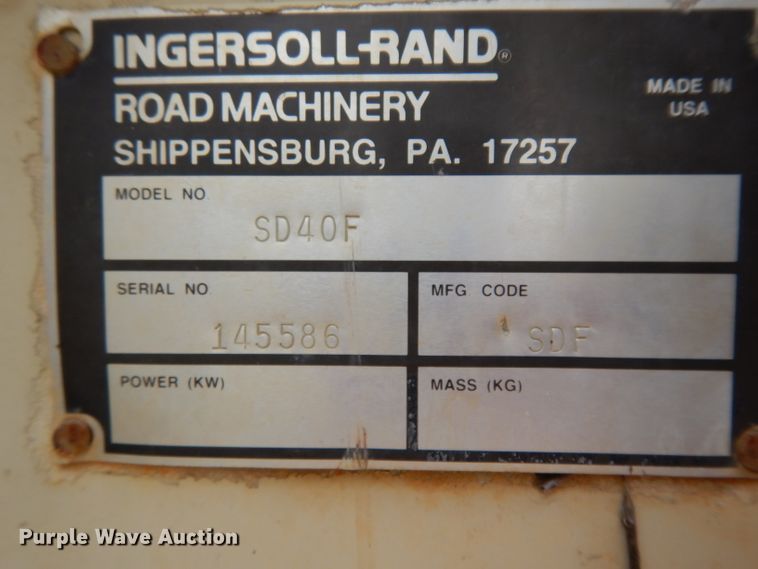 INGERSOLL-RAND®
ROAD MACHINERY
MADE IN
USA
SHIPPENSBURG, PA. 17257
MODEL NO.
SD40F
SERIAL NO.
145586
MFG CODE
SDF
POWER (KW)
MASS (KG)
Purple Wave Auction